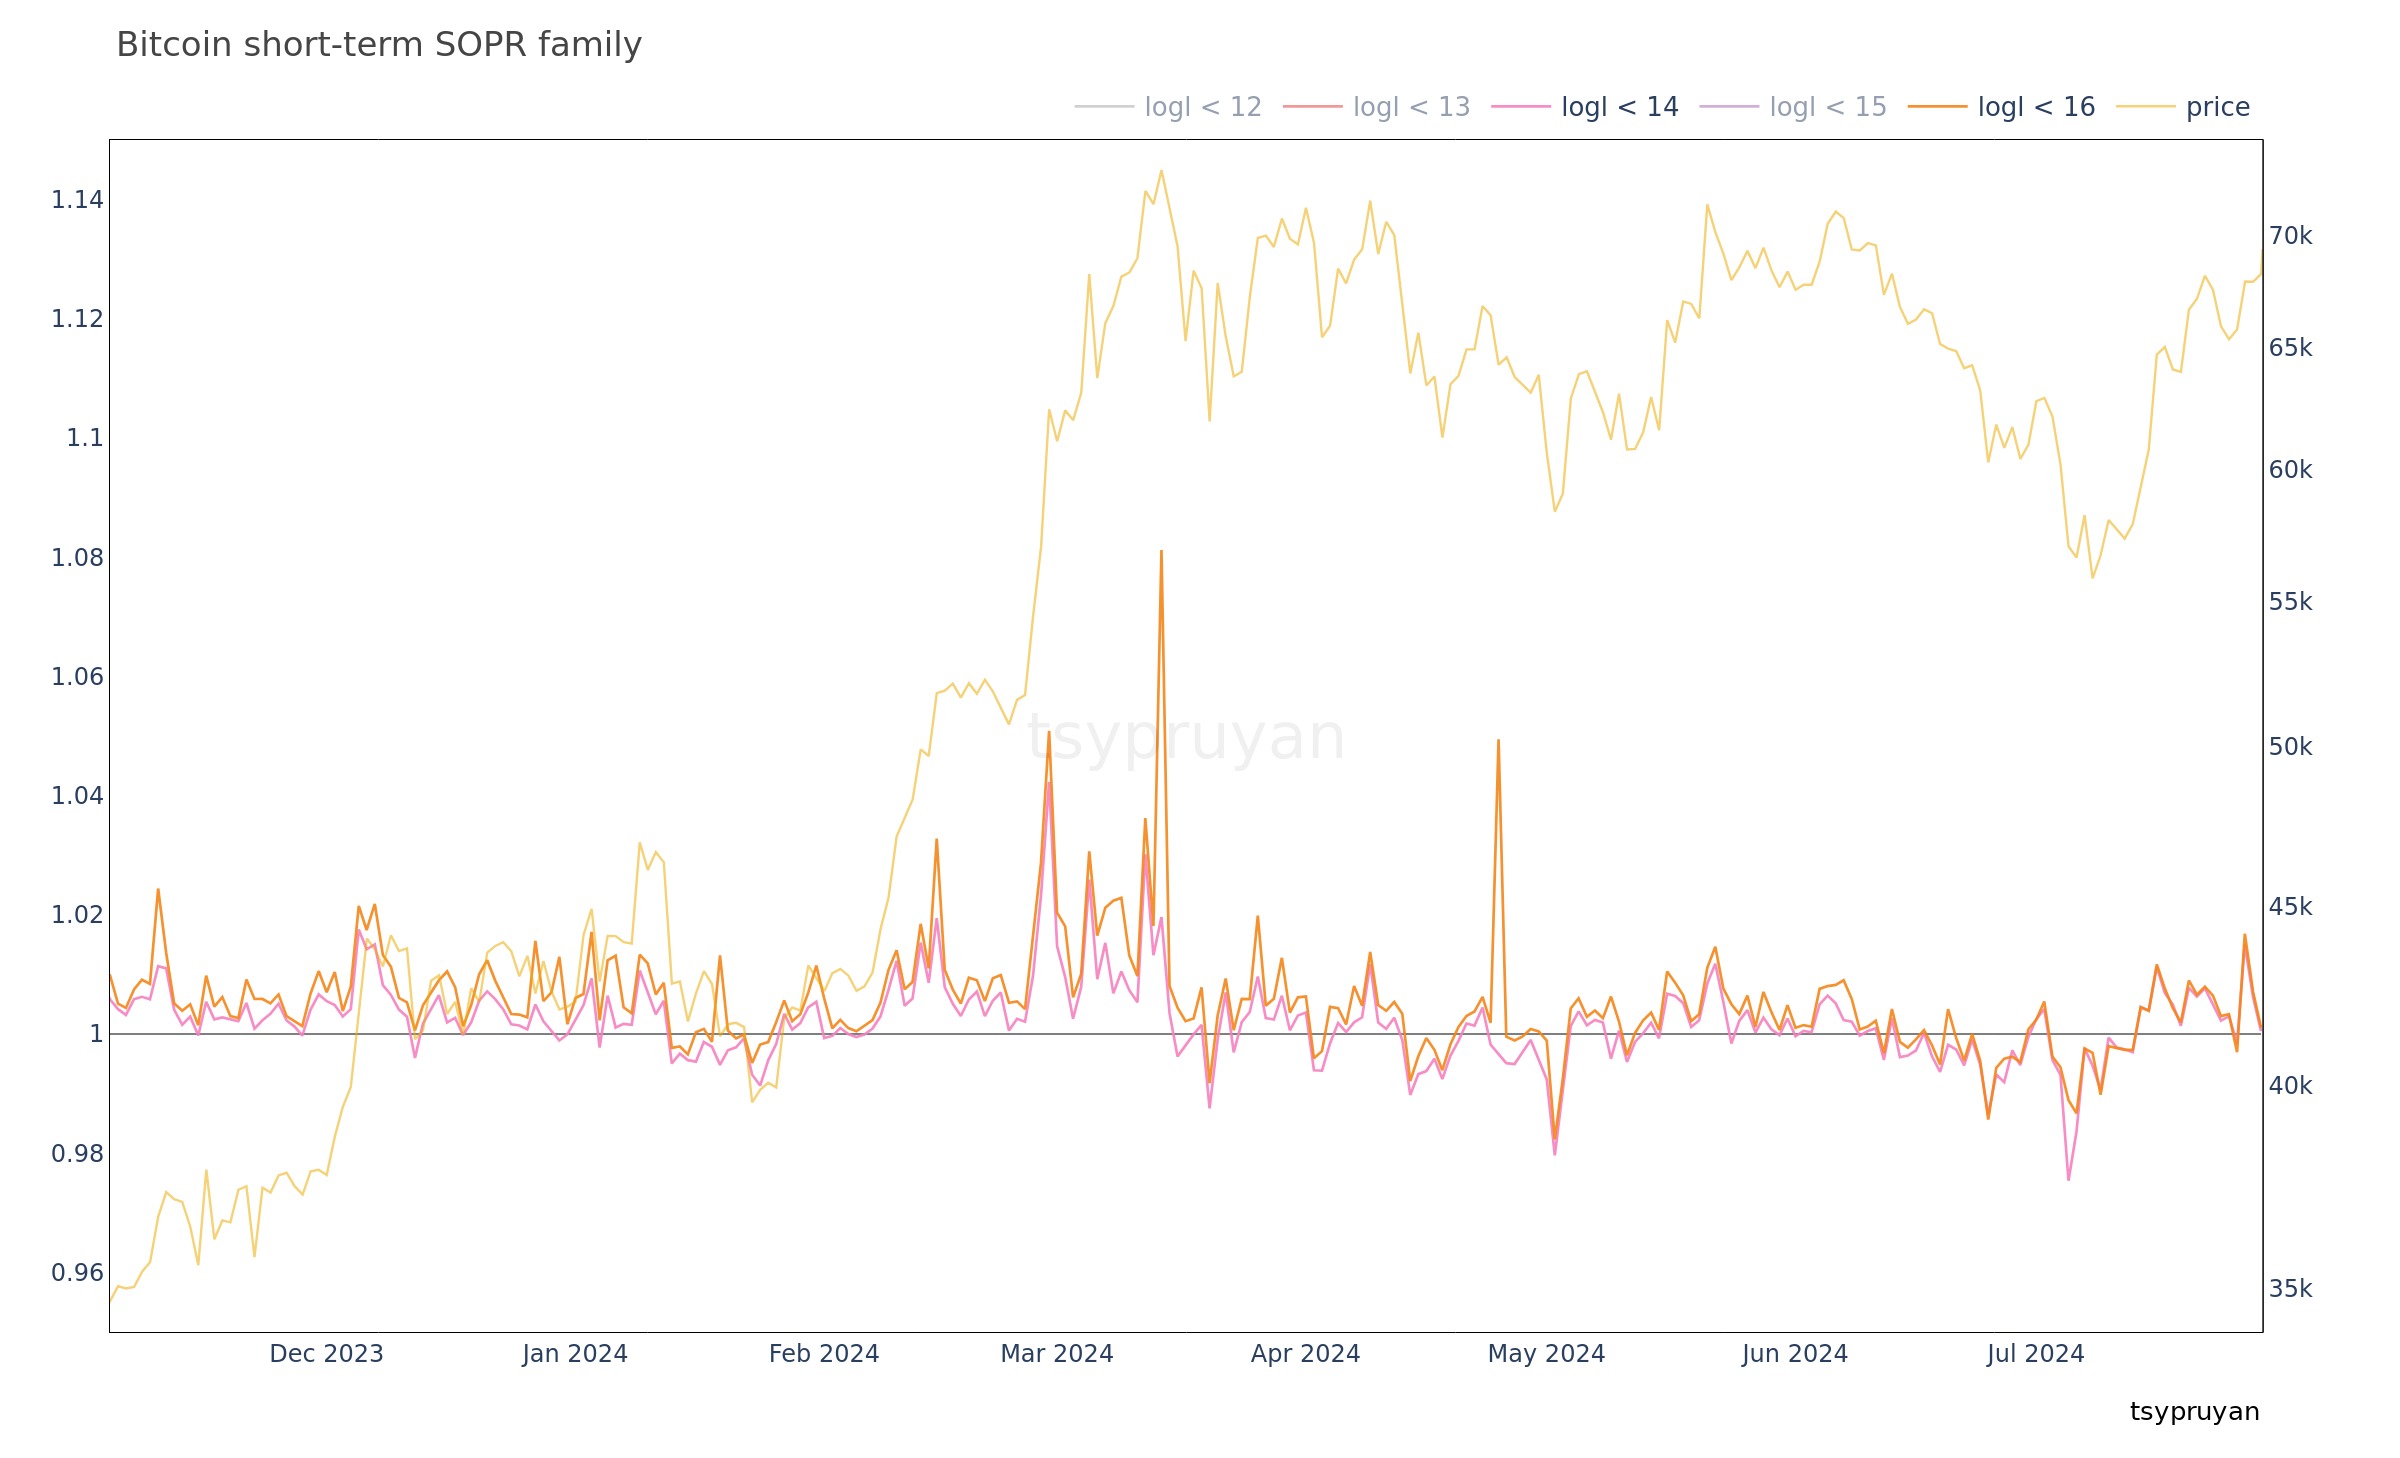 Bitcoin short-term SOPR family
logl < 12 logl < 13 logl < 14 logl < 15 logl < 16 price
1.14
1.12
1.1
1.08
1.06
1.04
1.02
1
0.98
0.96
70k
65k
60k
55k
50k
45k
40k
35k
tsypruyan
Dec 2023 Jan 2024 Feb 2024 Mar 2024 Apr 2024 May 2024 Jun 2024 Jul 2024
tsypruyan